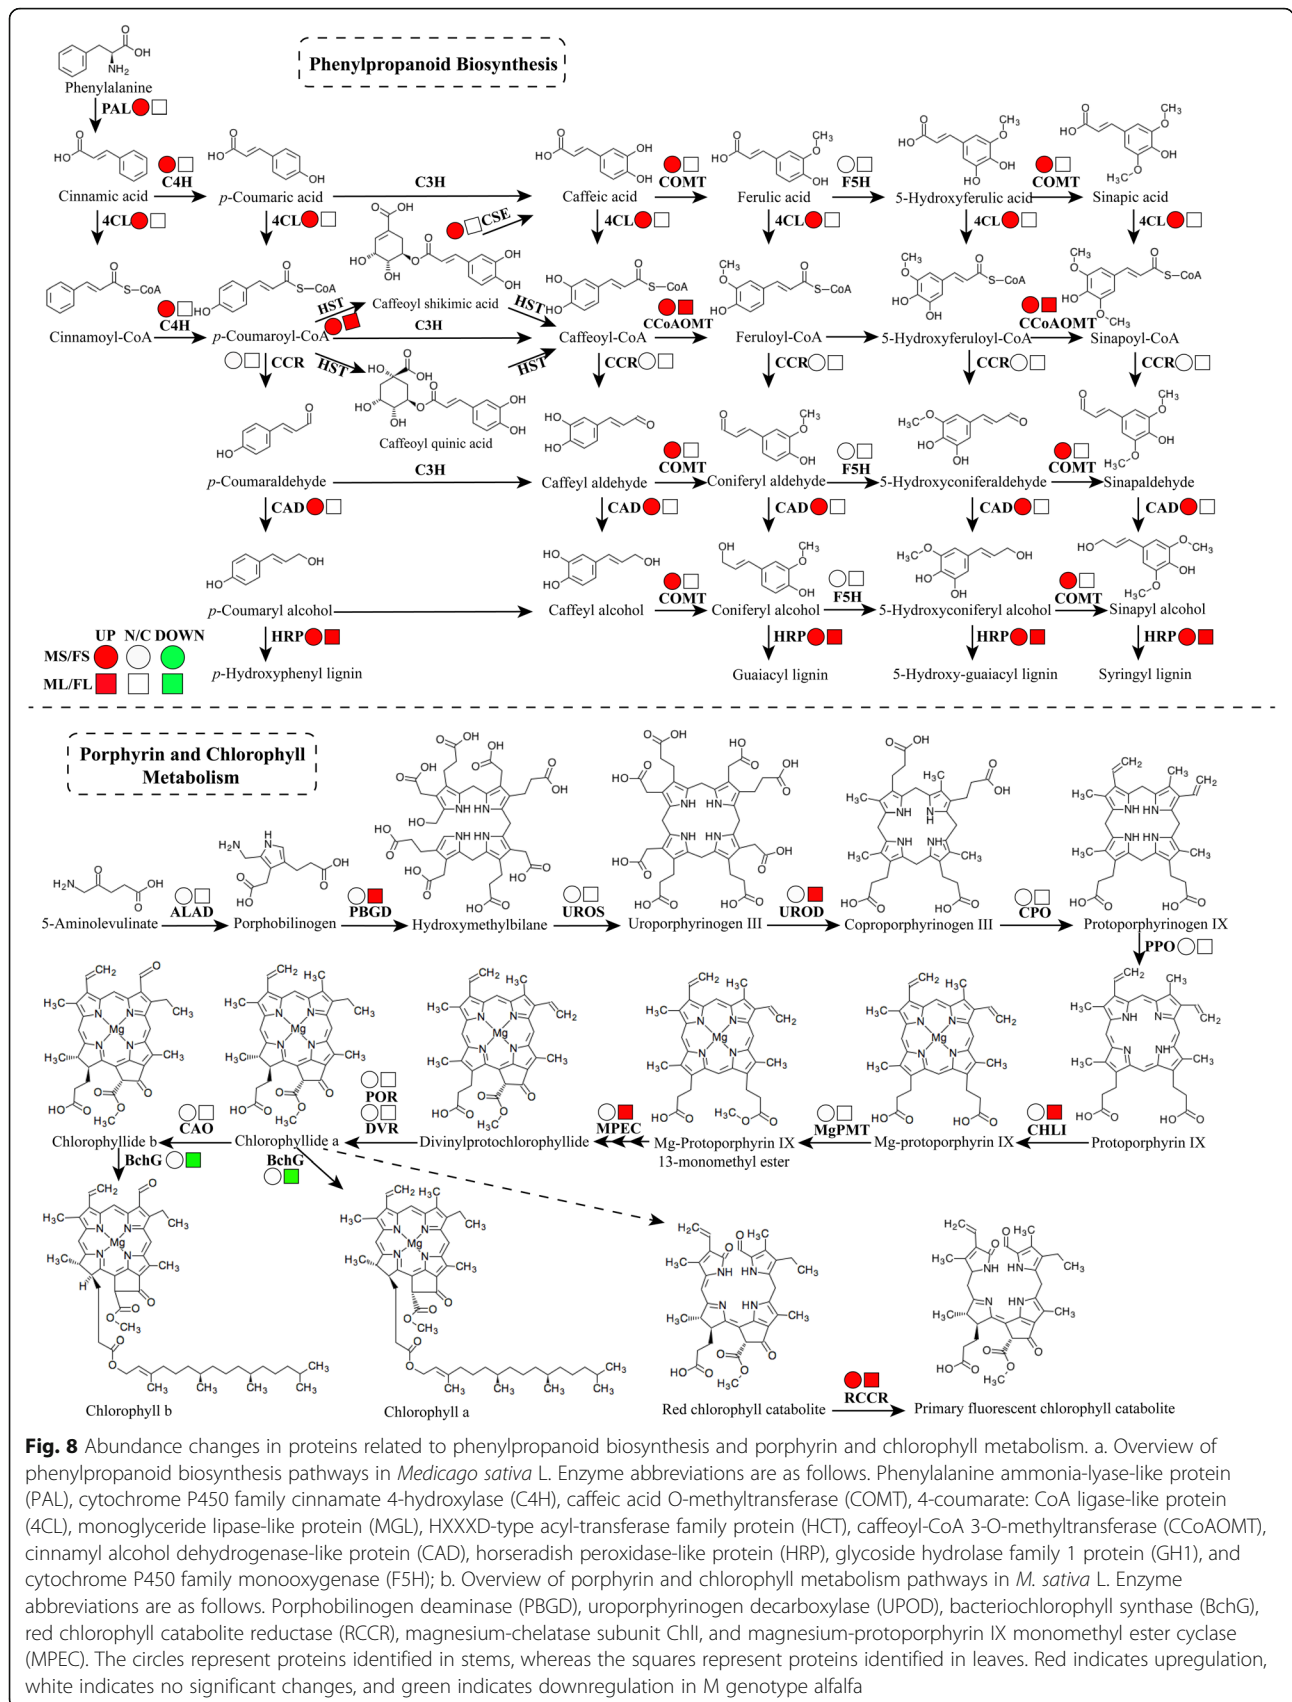 Phenylpropanoid Biosynthesis
Phenylalanine
PAL
C4H
C3H
COMT
F5H
COMT
Cinnamic acid
p-Coumaric acid
Caffeic acid
Ferulic acid
5-Hydroxyferulic acid
Sinapic acid
4CL
4CL
CSE
4CL
4CL
4CL
4CL
Caffeoyl shikimic acid
C4H
HST
HST
C3H
CCoAOMT
CCoAOMT
Cinnamoyl-CoA
p-Coumaroyl-CoA
Caffeoyl-CoA
Feruloyl-CoA
5-Hydroxyferuloyl-CoA
Sinapoyl-CoA
CCR
HST
HST
CCR
CCR
CCR
CCR
Caffeoyl quinic acid
C3H
COMT
F5H
COMT
p-Coumaraldehyde
Caffeyl aldehyde
Coniferyl aldehyde
5-Hydroxyconiferaldehyde
Sinapaldehyde
CAD
CAD
CAD
CAD
CAD
COMT
F5H
COMT
p-Coumaryl alcohol
Caffeyl alcohol
Coniferyl alcohol
5-Hydroxyconiferyl alcohol
Sinapyl alcohol
HRP
HRP
HRP
HRP
p-Hydroxyphenyl lignin
Guaiacyl lignin
5-Hydroxy-guaiacyl lignin
Syringyl lignin
UP N/C DOWN
MS/FS
ML/FL
Porphyrin and Chlorophyll
Metabolism
ALAD
PBGD
UROS
UROD
CPO
5-Aminolevulinate
Porphobilinogen
Hydroxymethylbilane
Uroporphyrinogen III
Coproporphyrinogen III
Protoporphyrinogen IX
PPO
CAO
POR
DVR
MPEC
MgPMT
CHLI
Chlorophyllide b
Chlorophyllide a
Divinylprotochlorophyllide
Mg-Protoporphyrin IX
13-monomethyl ester
Mg-protoporphyrin IX
Protoporphyrin IX
BchG
BchG
Chlorophyll b
Chlorophyll a
Red chlorophyll catabolite
RCCR
Primary fluorescent chlorophyll catabolite
Fig. 8 Abundance changes in proteins related to phenylpropanoid biosynthesis and porphyrin and chlorophyll metabolism. a. Overview of
phenylpropanoid biosynthesis pathways in Medicago sativa L. Enzyme abbreviations are as follows. Phenylalanine ammonia-lyase-like protein
(PAL), cytochrome P450 family cinnamate 4-hydroxylase (C4H), caffeic acid O-methyltransferase (COMT), 4-coumarate: CoA ligase-like protein
(4CL), monoglyceride lipase-like protein (MGL), HXXXD-type acyl-transferase family protein (HCT), caffeoyl-CoA 3-O-methyltransferase (CCoAOMT),
cinnamyl alcohol dehydrogenase-like protein (CAD), horseradish peroxidase-like protein (HRP), glycoside hydrolase family 1 protein (GH1), and
cytochrome P450 family monooxygenase (F5H); b. Overview of porphyrin and chlorophyll metabolism pathways in M. sativa L. Enzyme
abbreviations are as follows. Porphobilinogen deaminase (PBGD), uroporphyrinogen decarboxylase (UPOD), bacteriochlorophyll synthase (BchG),
red chlorophyll catabolite reductase (RCCR), magnesium-chelatase subunit ChlI, and magnesium-protoporphyrin IX monomethyl ester cyclase
(MPEC). The circles represent proteins identified in stems, whereas the squares represent proteins identified in leaves. Red indicates upregulation,
white indicates no significant changes, and green indicates downregulation in M genotype alfalfa